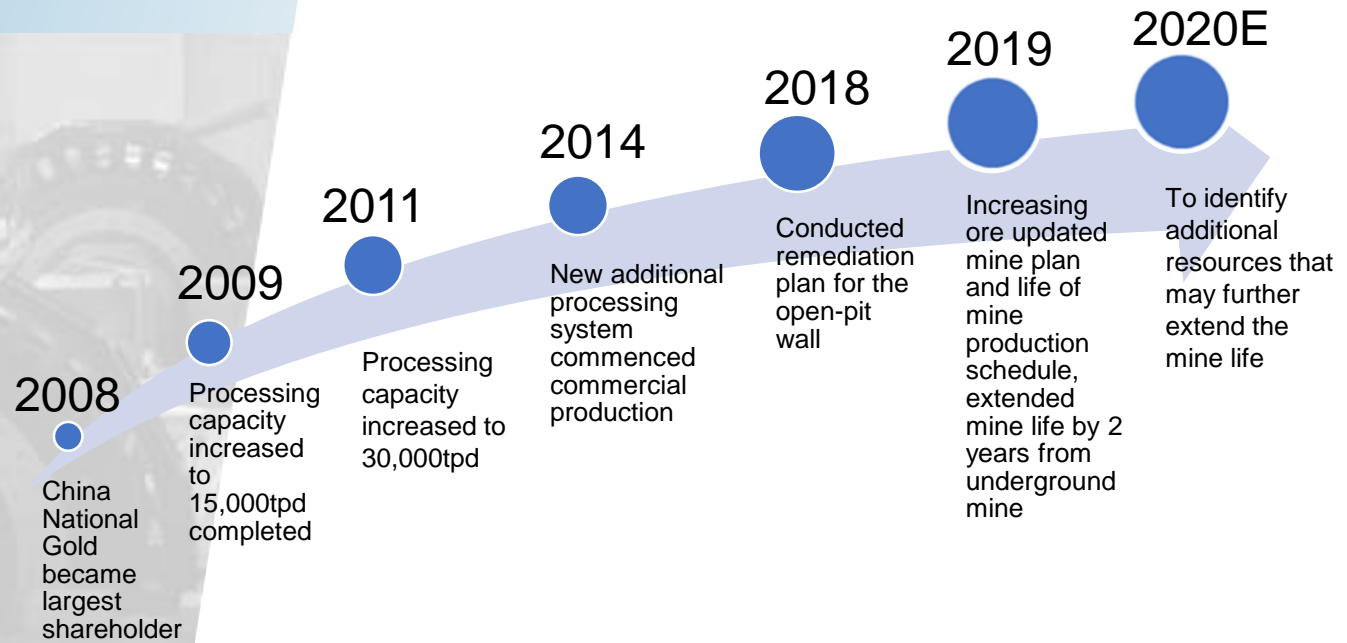 2008
China
National
Gold
became
largest
shareholder
2009
Processing
capacity
increased
to
15,000tpd
completed
2011
Processing
capacity
increased to
30,000tpd
2014
New additional
processing
system
commenced
commercial
production
2018
Conducted
remediation
plan for the
open-pit
wall
2019
Increasing
ore updated
mine plan
and life of
mine
production
schedule,
extended
mine life by 2
years from
underground
mine
2020E
To identify
additional
resources that
may further
extend the
mine life